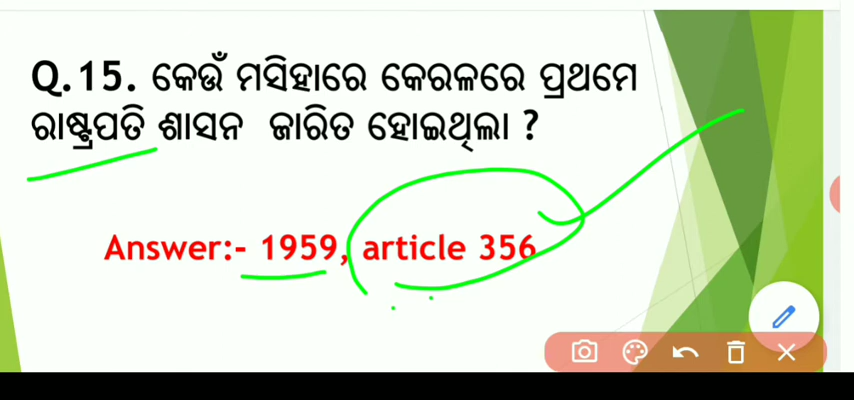 Q.15. କେଉଁ ମସିହାରେ କେରଳରେ ପ୍ରଥମେ
ରାଷ୍ଟ୍ରପତି ଶାସନ ଜାରିତ ହୋଇଥିଲା ?
Answer:- 1959, article 356